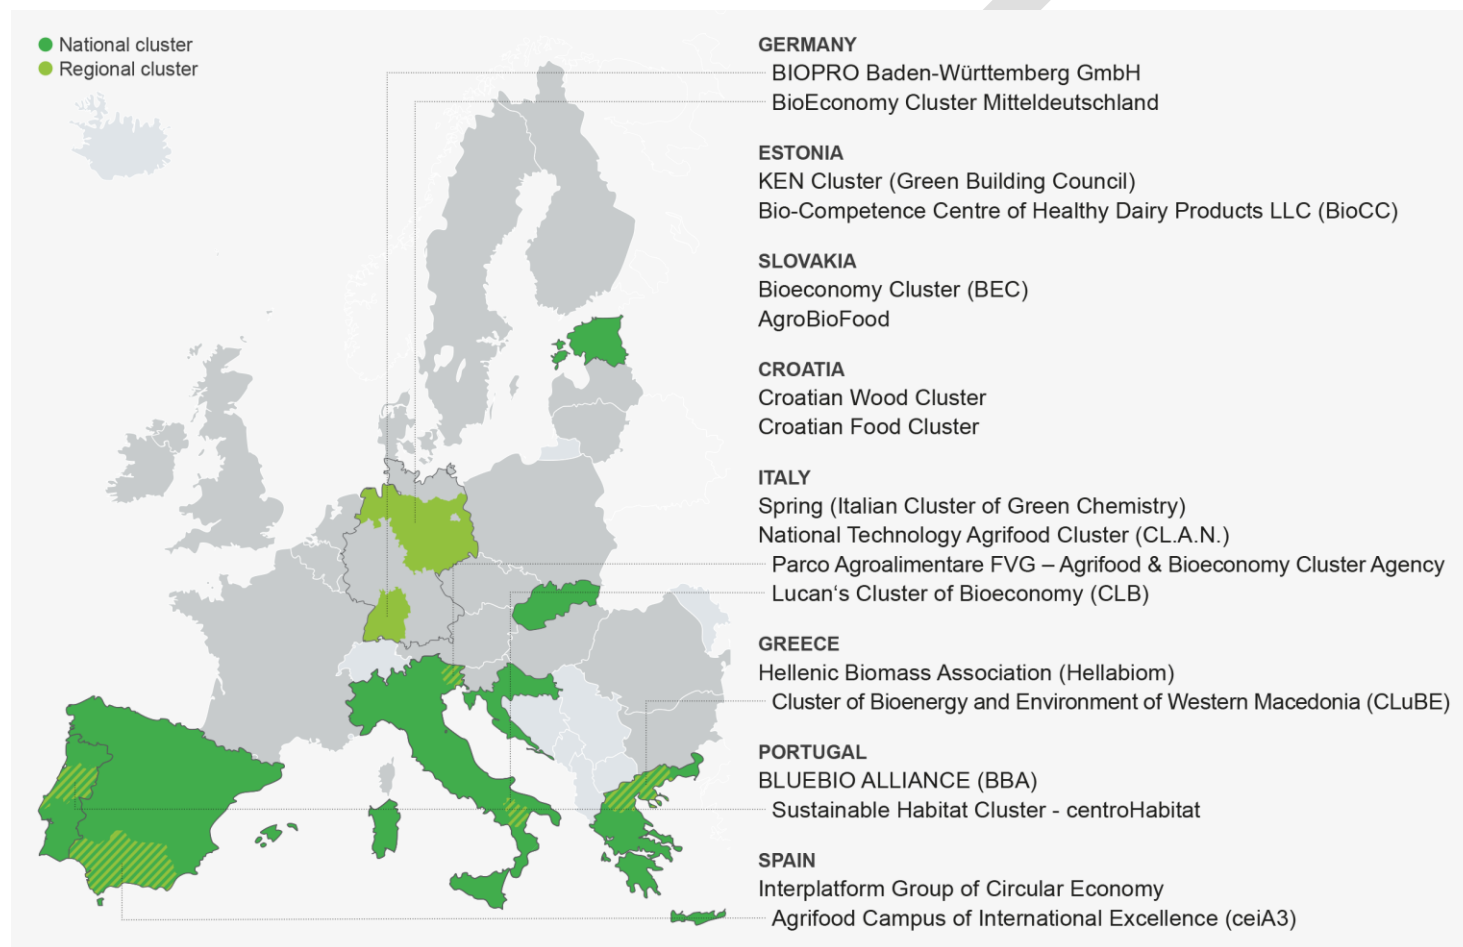 National cluster
Regional cluster
GERMANY
BIOPRO Baden-Württemberg GmbH
BioEconomy Cluster Mitteldeutschland
ESTONIA
KEN Cluster (Green Building Council)
Bio-Competence Centre of Healthy Dairy Products LLC (BioCC)
SLOVAKIA
Bioeconomy Cluster (BEC)
AgroBioFood
CROATIA
Croatian Wood Cluster
Croatian Food Cluster
ITALY
Spring (Italian Cluster of Green Chemistry)
National Technology Agrifood Cluster (CL.A.N.)
Parco Agroalimentare FVG – Agrifood & Bioeconomy Cluster Agency
Lucan‘s Cluster of Bioeconomy (CLB)
GREECE
Hellenic Biomass Association (Hellabiom)
Cluster of Bioenergy and Environment of Western Macedonia (CLuBE)
PORTUGAL
BLUEBIO ALLIANCE (BBA)
Sustainable Habitat Cluster - centroHabitat
SPAIN
Interplatform Group of Circular Economy
Agrifood Campus of International Excellence (ceiA3)